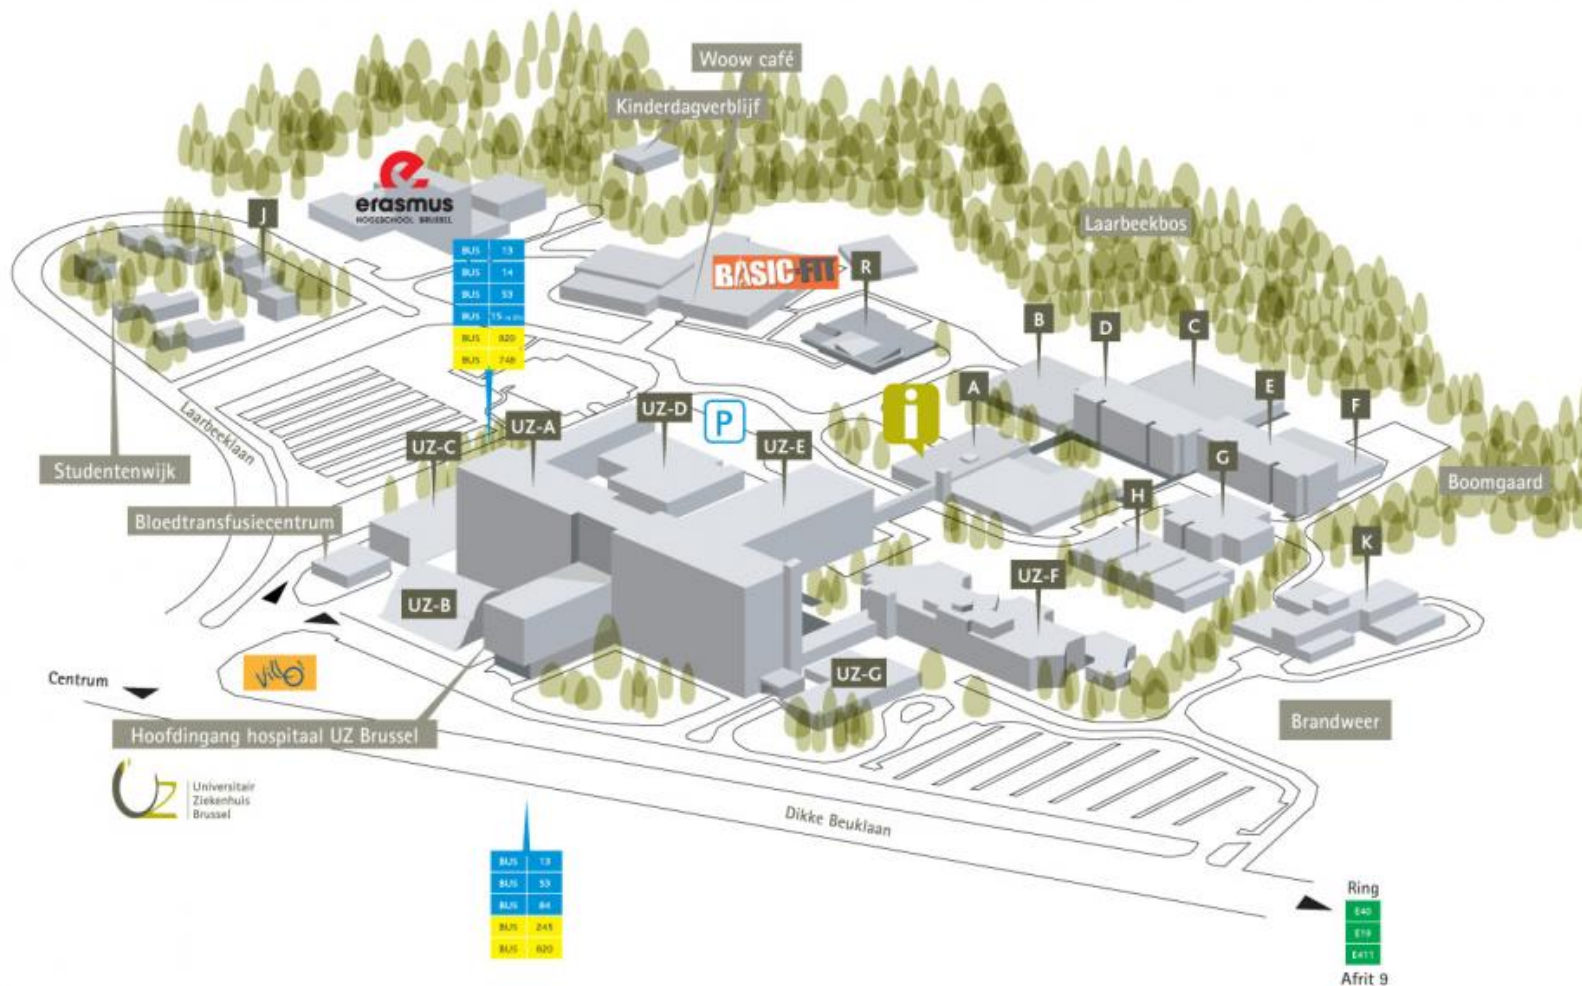 Woow café
Kinderdagverblijf
e
erasmus
HOGESCHOOL BRUSSEL
J
Laarbeekbos
BUS 13
BUS 14
BUS 53
BUS 15
BUS 820
BUS 748
BASIC-FIT
R
B
D
C
A
E
F
i
P
UZ-D
UZ-A
UZ-C
UZ-E
Laarbeeklaan
Studentenwijk
G
H
Boomgaard
Bloedtransfusiecentrum
K
UZ-B
UZ-F
UZ-G
Villo
Centrum
Hoofdingang hospitaal UZ Brussel
Brandweer
UZ
Universitair
Ziekenhuis
Brussel
Dikke Beuklaan
BUS 13
BUS 53
BUS 84
BUS 245
BUS 820
Ring
E40
E19
E411
Afrit 9